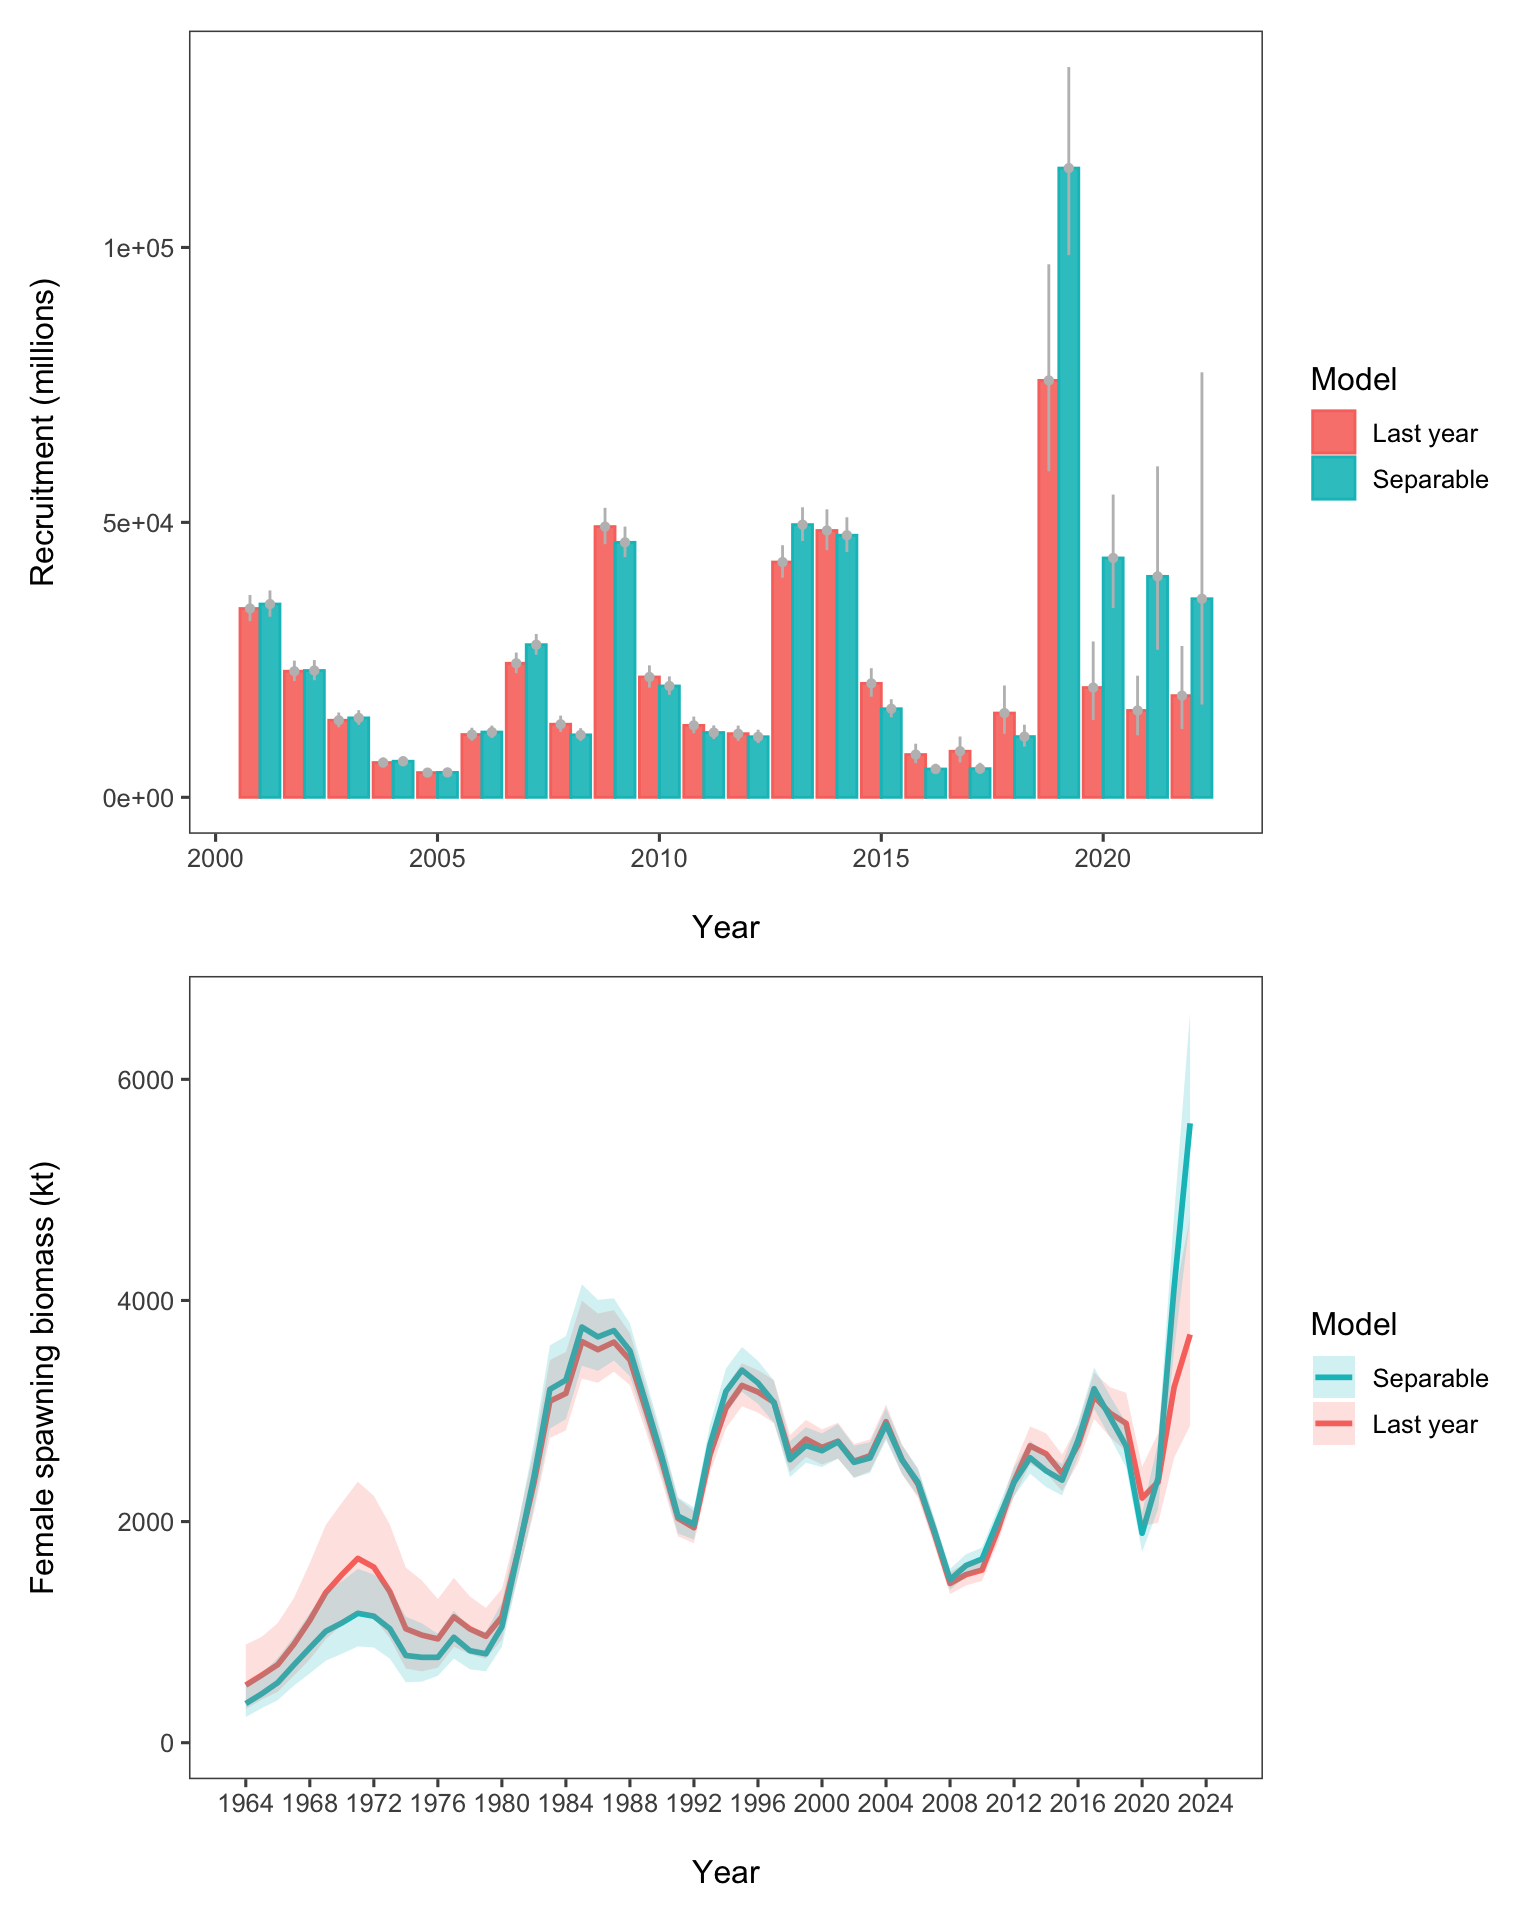 Recruitment (millions)
1e+05
5e+04
0e+00
2000 2005 2010 2015 2020
Year
Model
Last year
Separable
Female spawning biomass (kt)
6000
4000
2000
0
1964 1968 1972 1976 1980 1984 1988 1992 1996 2000 2004 2008 2012 2016 2020 2024
Year
Model
Separable
Last year